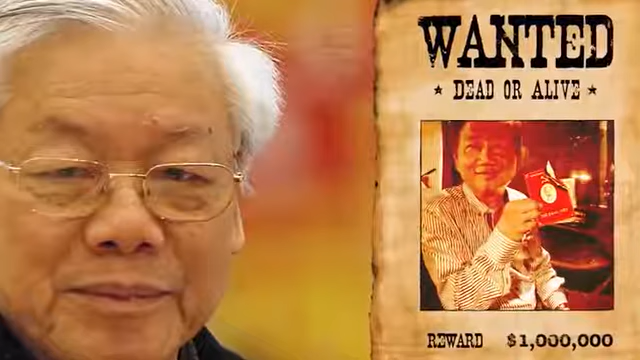 WANTED
★ DEAD OR ALIVE ★
REWARD $1,000,000